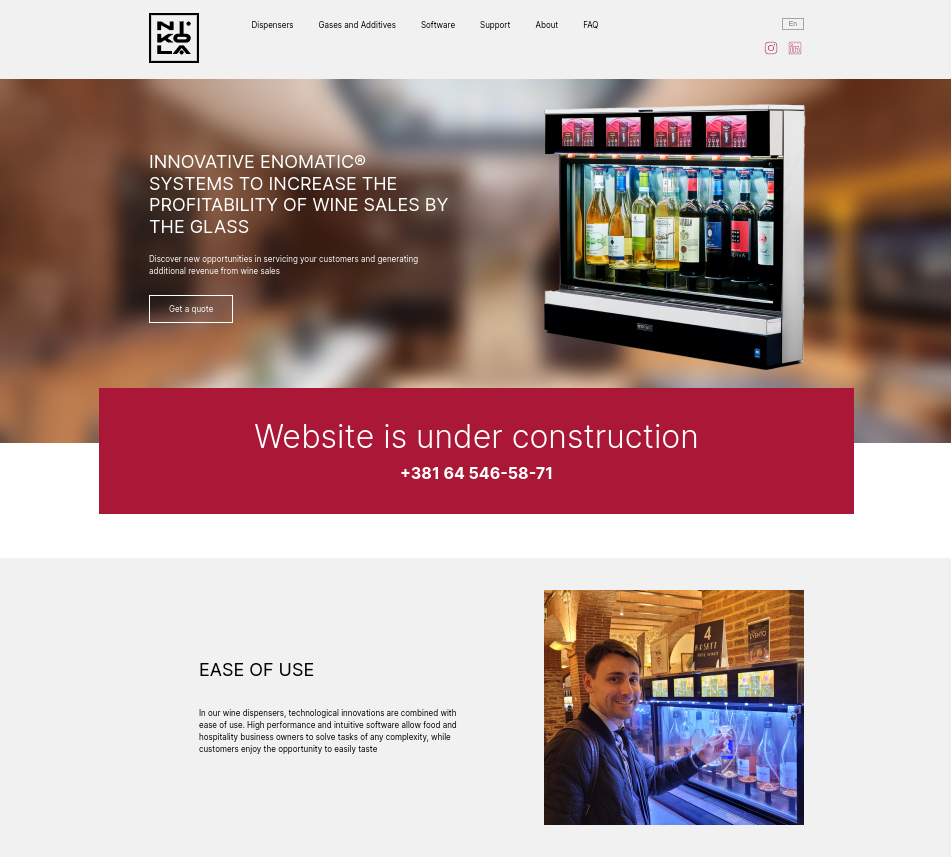 NI
KO
LA
Dispensers
Gases and Additives
Software
Support
About
FAQ
En
INNOVATIVE ENOMATIC®
SYSTEMS TO INCREASE THE
PROFITABILITY OF WINE SALES BY
THE GLASS
Discover new opportunities in servicing your customers and generating
additional revenue from wine sales
Get a quote
Website is under construction
+381 64 546-58-71
EASE OF USE
In our wine dispensers, technological innovations are combined with
ease of use. High performance and intuitive software allow food and
hospitality business owners to solve tasks of any complexity, while
customers enjoy the opportunity to easily taste
4
EVENTO